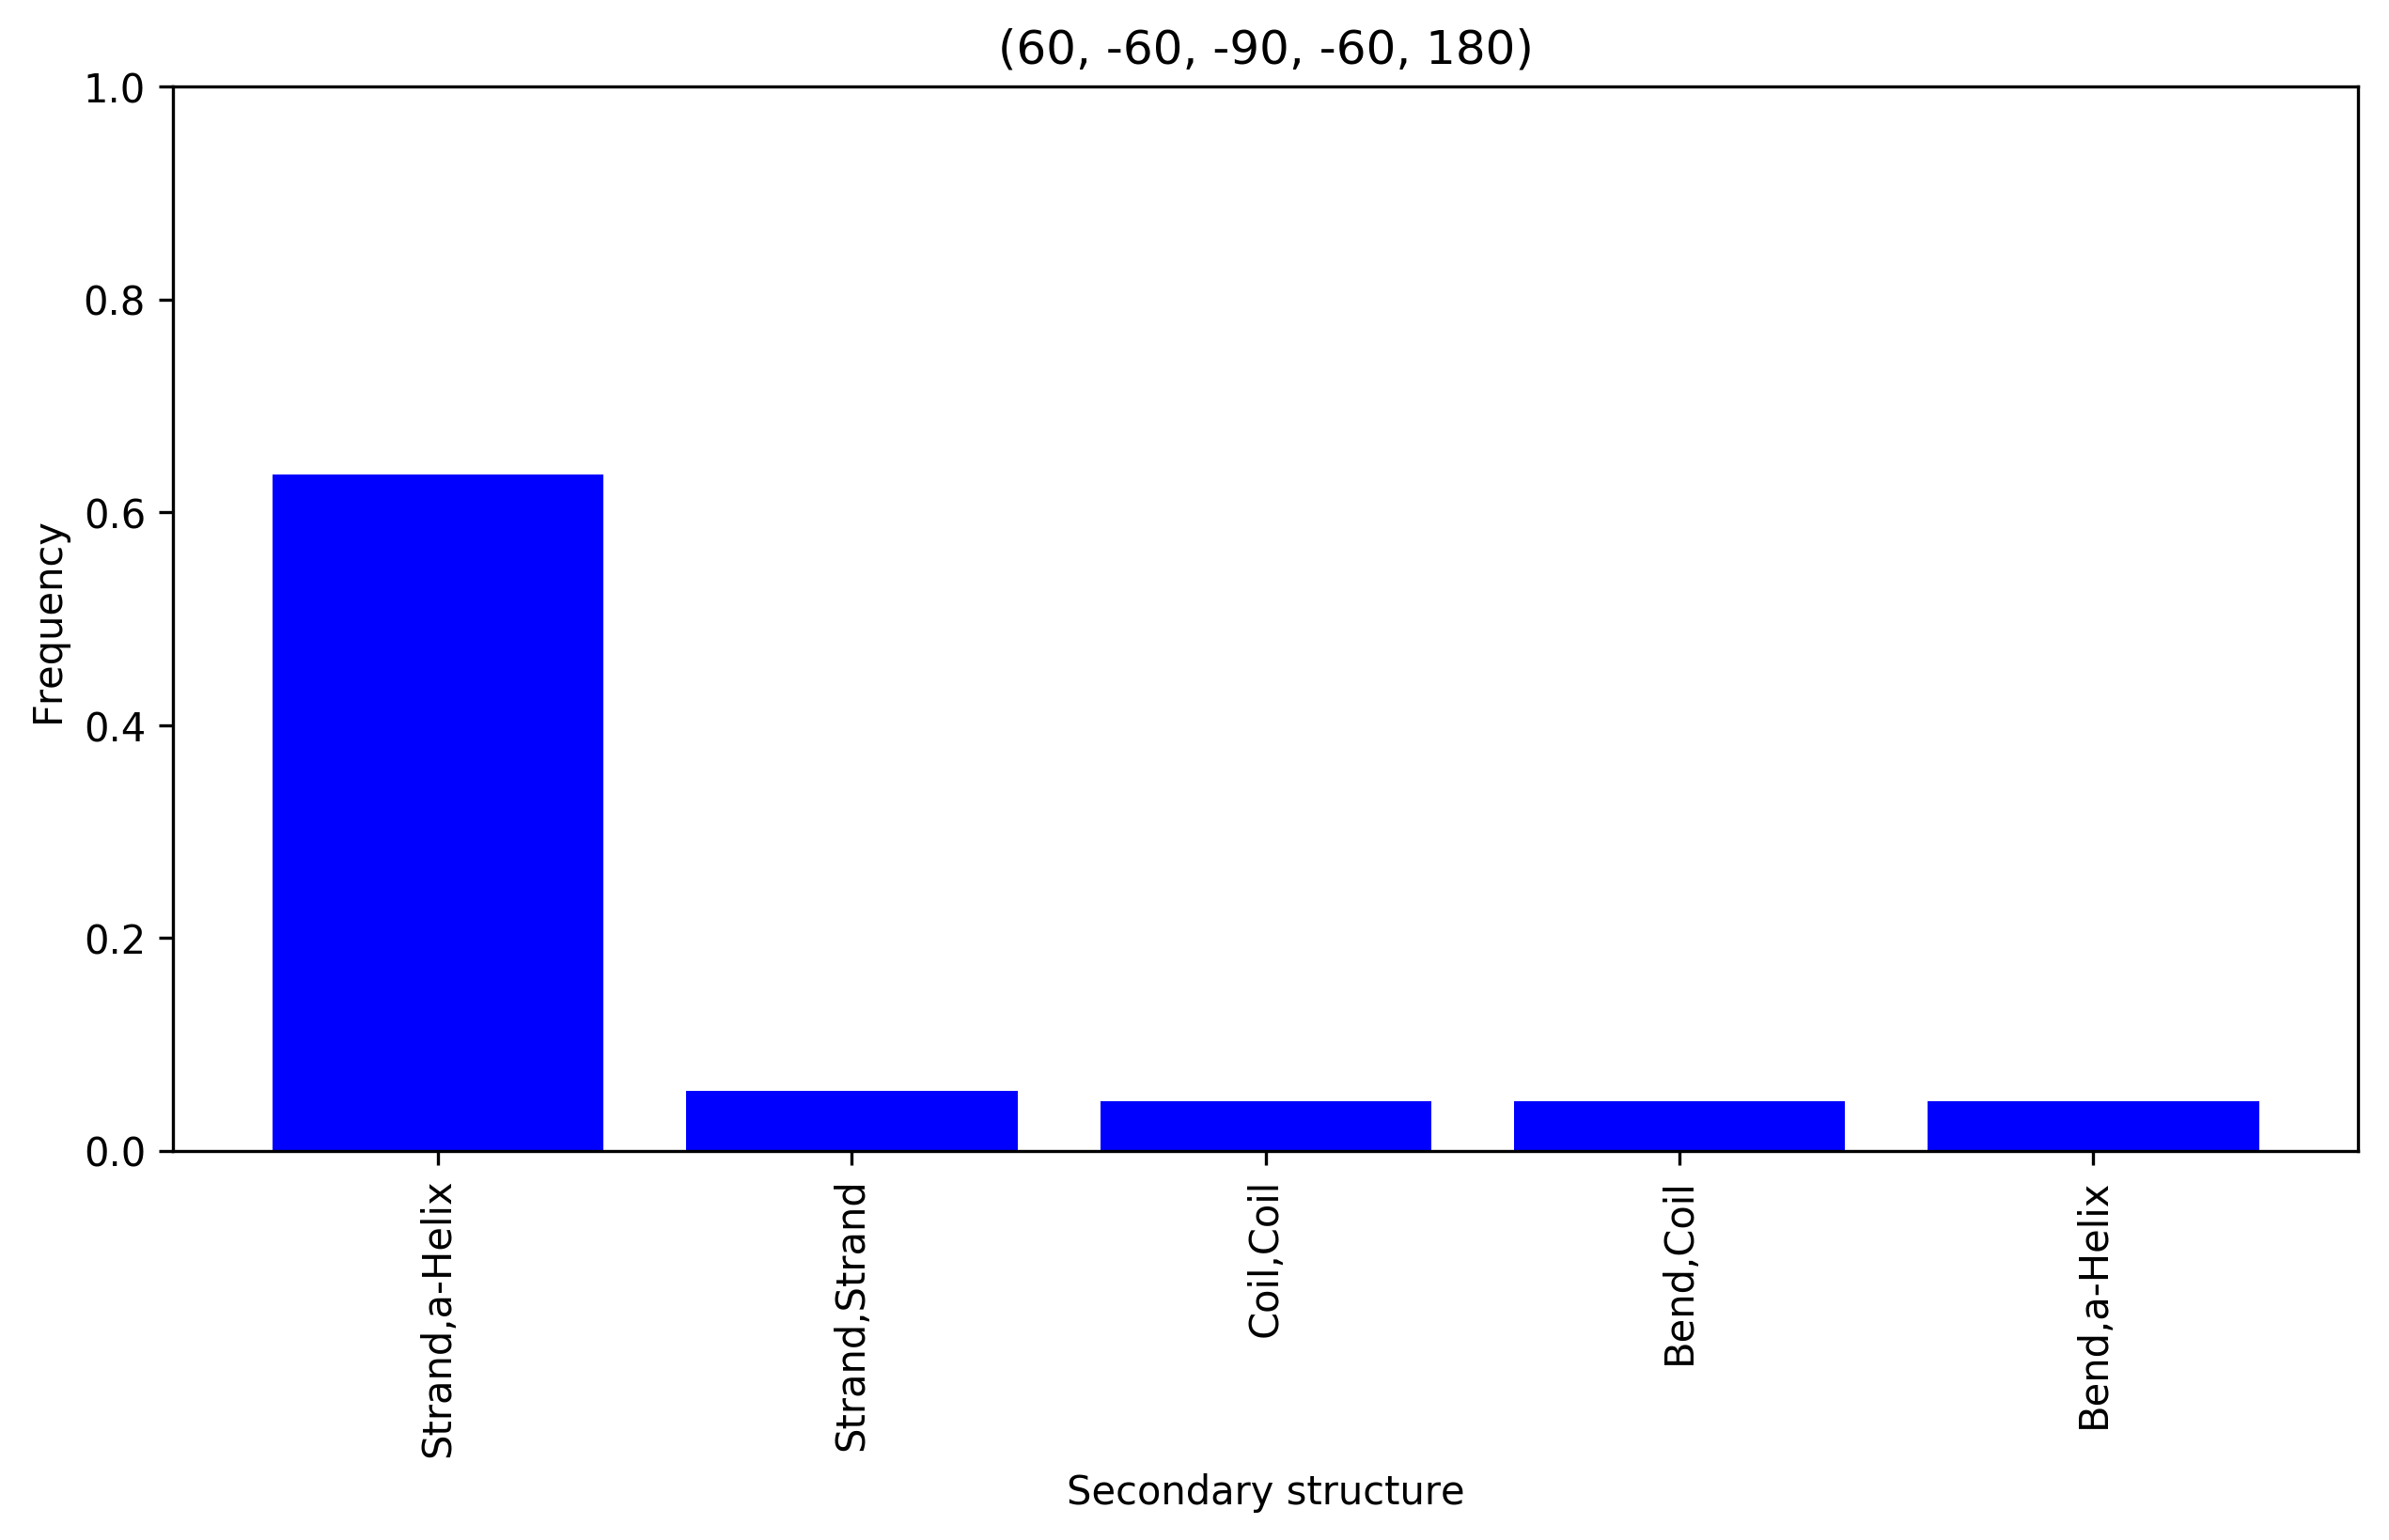 (60, -60, -90, -60, 180)
1.0
0.8
0.6
0.4
0.2
0.0
Frequency
Strand,a-Helix
Strand,Strand
Coil,Coil
Bend,Coil
Bend,a-Helix
Secondary structure